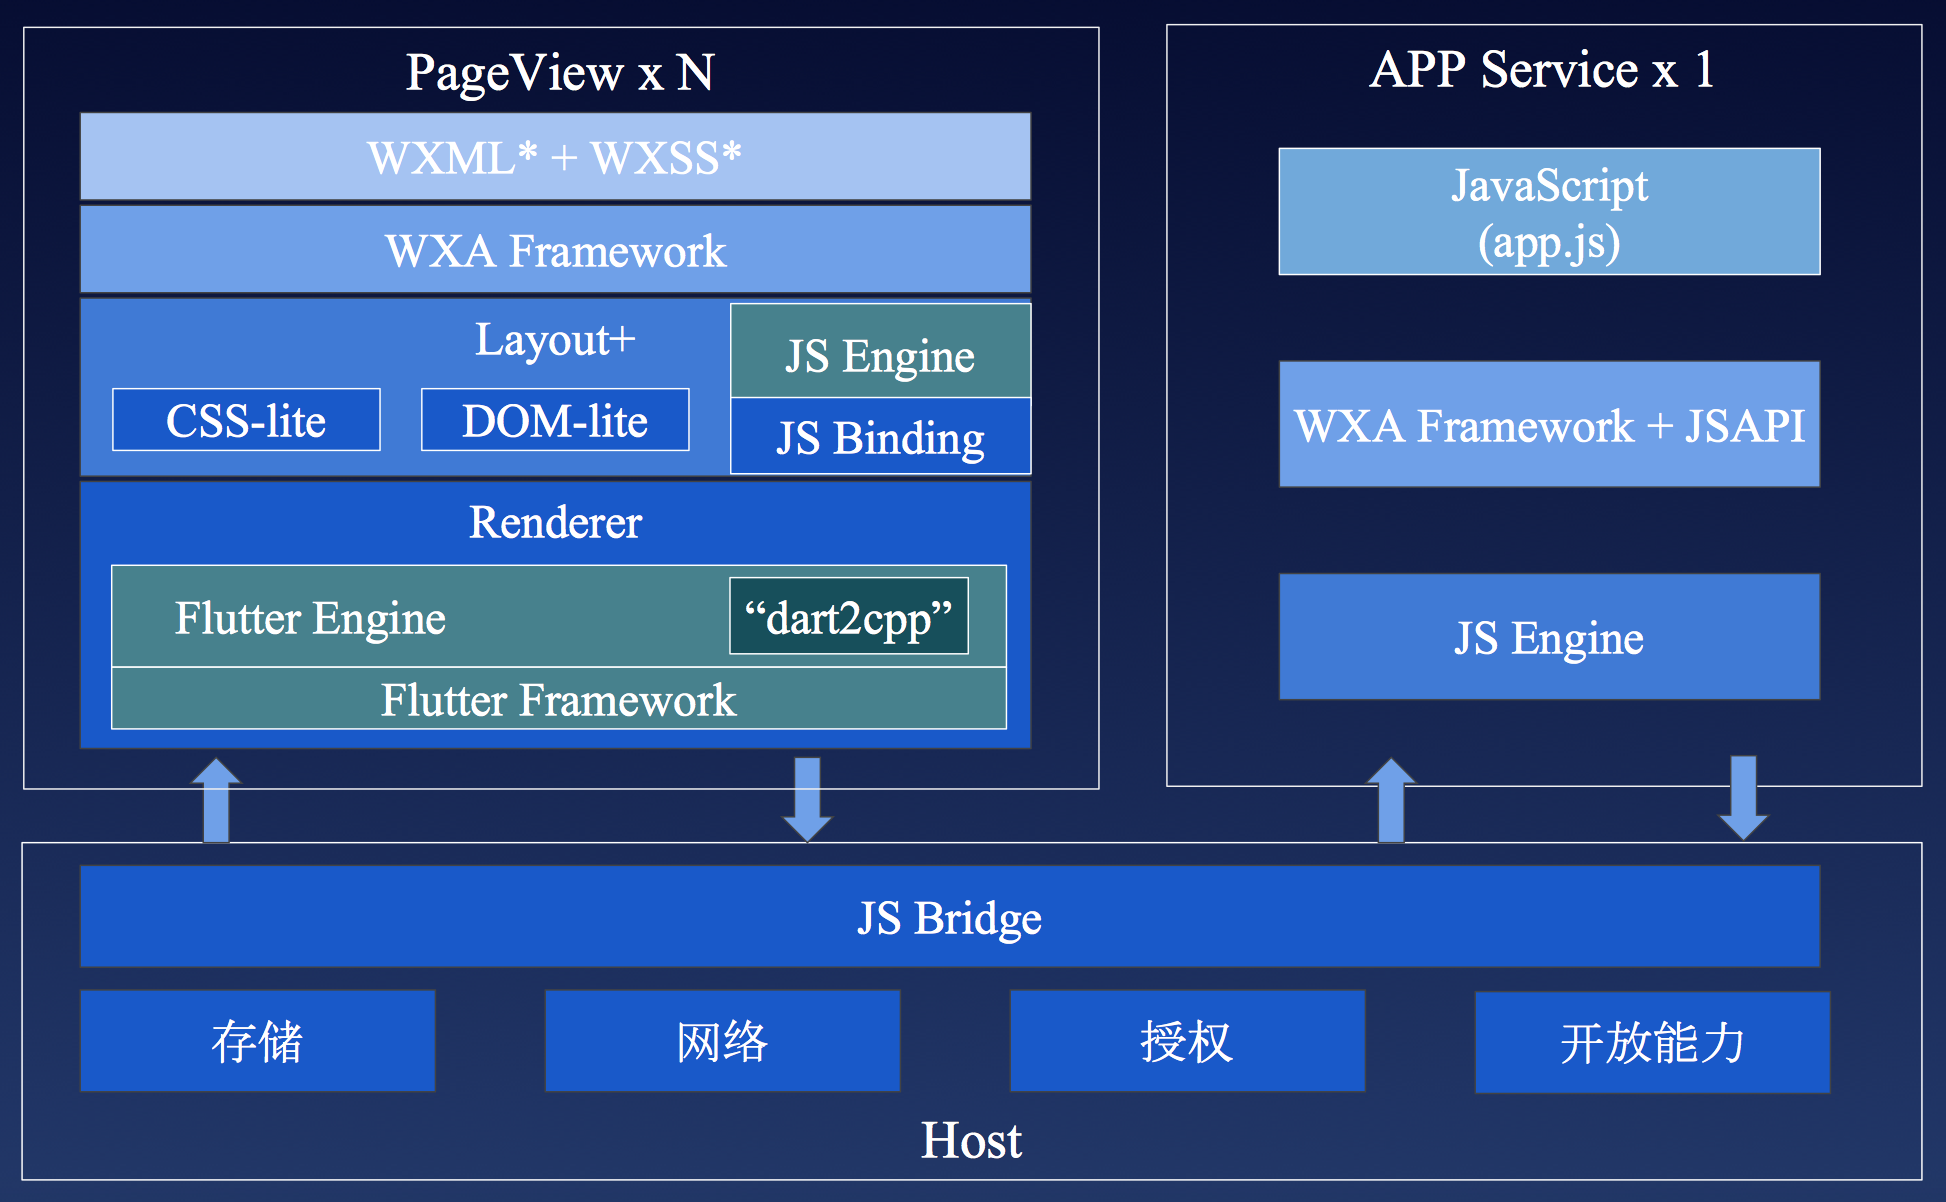 PageView x N
WXML* + WXSS*
WXA Framework
Layout+
CSS-lite
DOM-lite
JS Engine
JS Binding
Renderer
Flutter Engine
“dart2cpp”
Flutter Framework
APP Service x 1
JavaScript
(app.js)
WXA Framework + JSAPI
JS Engine
JS Bridge
存储
网络
授权
开放能力
Host